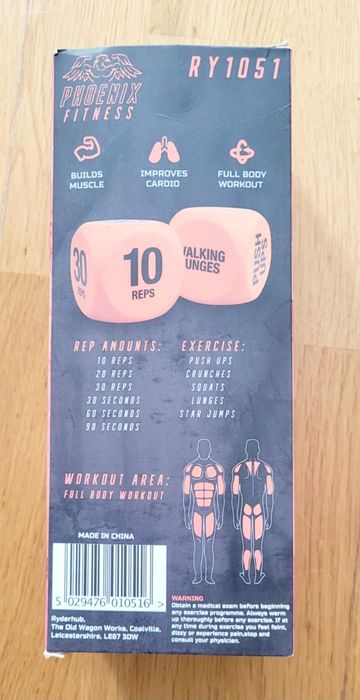 RY1051
PHOENIX
FITNESS
BUILDS
MUSCLE
IMPROVES
CARDIO
FULL BODY
WORKOUT
30
REPS
10
REPS
WALKING
LUNGES
PUSH
UPS
REP AMOUNTS:
10 REPS
20 REPS
30 REPS
30 SECONDS
60 SECONDS
90 SECONDS
EXERCISE:
PUSH UPS
CRUNCHES
SQUATS
LUNGES
STAR JUMPS
WORKOUT AREA:
FULL BODY WORKOUT
MADE IN CHINA
5 029476 010516 >
Ryderhub,
The Old Wagon Works, Coalville,
Leicestershire, LE67 3DW
WARNING
Obtain a medical exam before beginning
any exercise programme. Always warm
up thoroughly before any exercise. If at
any time during exercise you feel faint,
dizzy or experience pain,stop and
consult your physician.